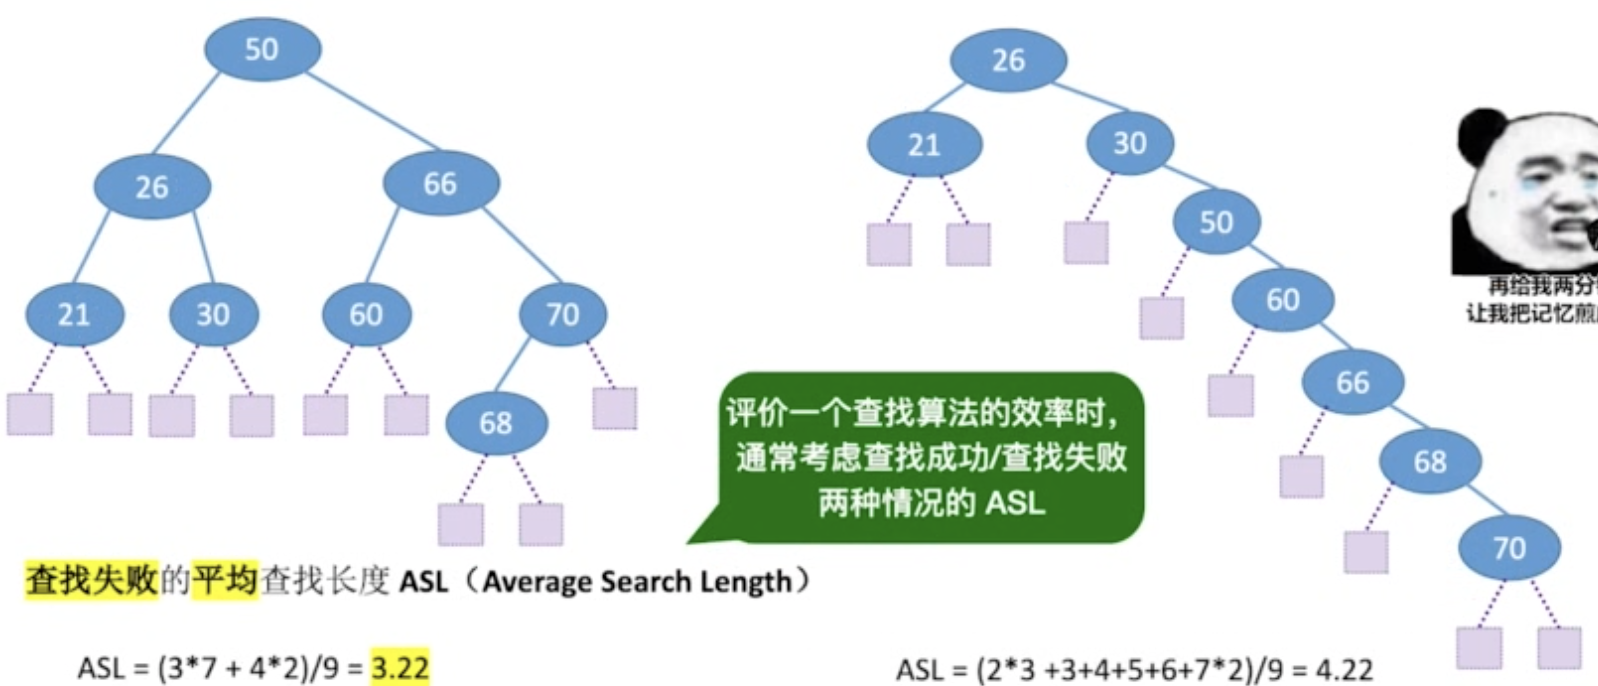 50
26
66
21
30
60
70
68
26
21
30
50
60
66
68
70
再给我两分
让我把记忆煎
评价一个查找算法的效率时，
通常考虑查找成功/查找失败
两种情况的 ASL
查找失败的平均查找长度 ASL（Average Search Length）
ASL = (3*7 + 4*2)/9 = 3.22
ASL = (2*3 +3+4+5+6+7*2)/9 = 4.22